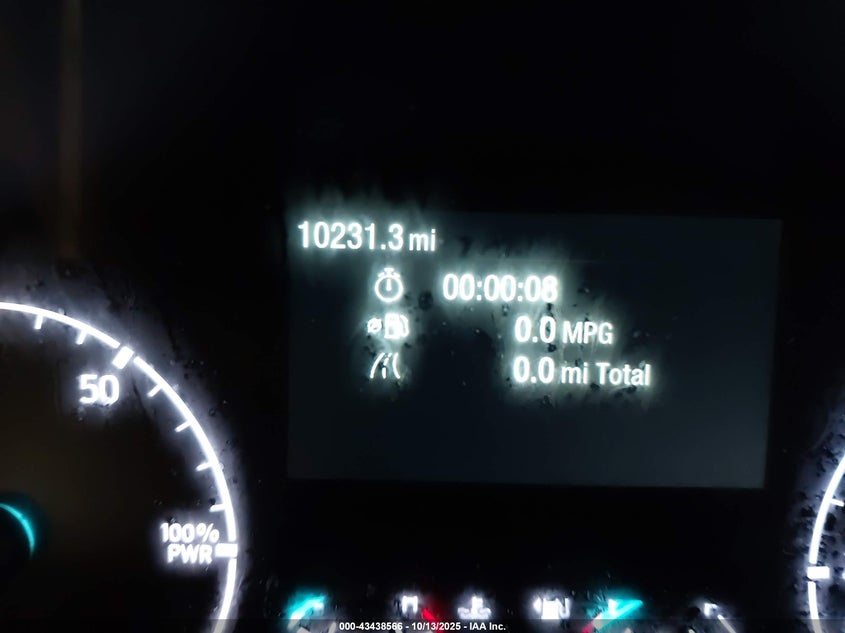 10231.3 mi
00:00:08
0.0 MPG
0.0 mi Total
50
100%
PWR
000-43438566 - 10/13/2025 - IAA Inc.